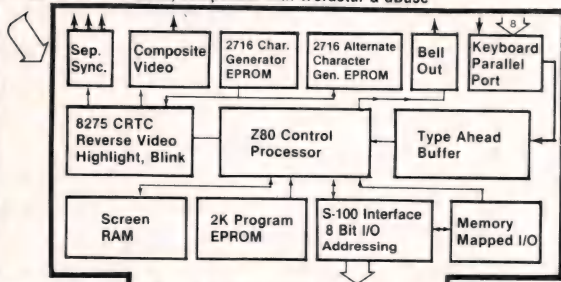 Sep.
Sync.
Composite
Video
2716 Char.
Generator
EPROM
2716 Alternate
Character
Gen. EPROM
Bell
Out
8
Keyboard
Parallel
Port
8275 CRTC
Reverse Video
Highlight, Blink
Z80 Control
Processor
Type Ahead
Buffer
Screen
RAM
2K Program
EPROM
S-100 Interface
8 Bit I/O
Addressing
Memory
Mapped I/O